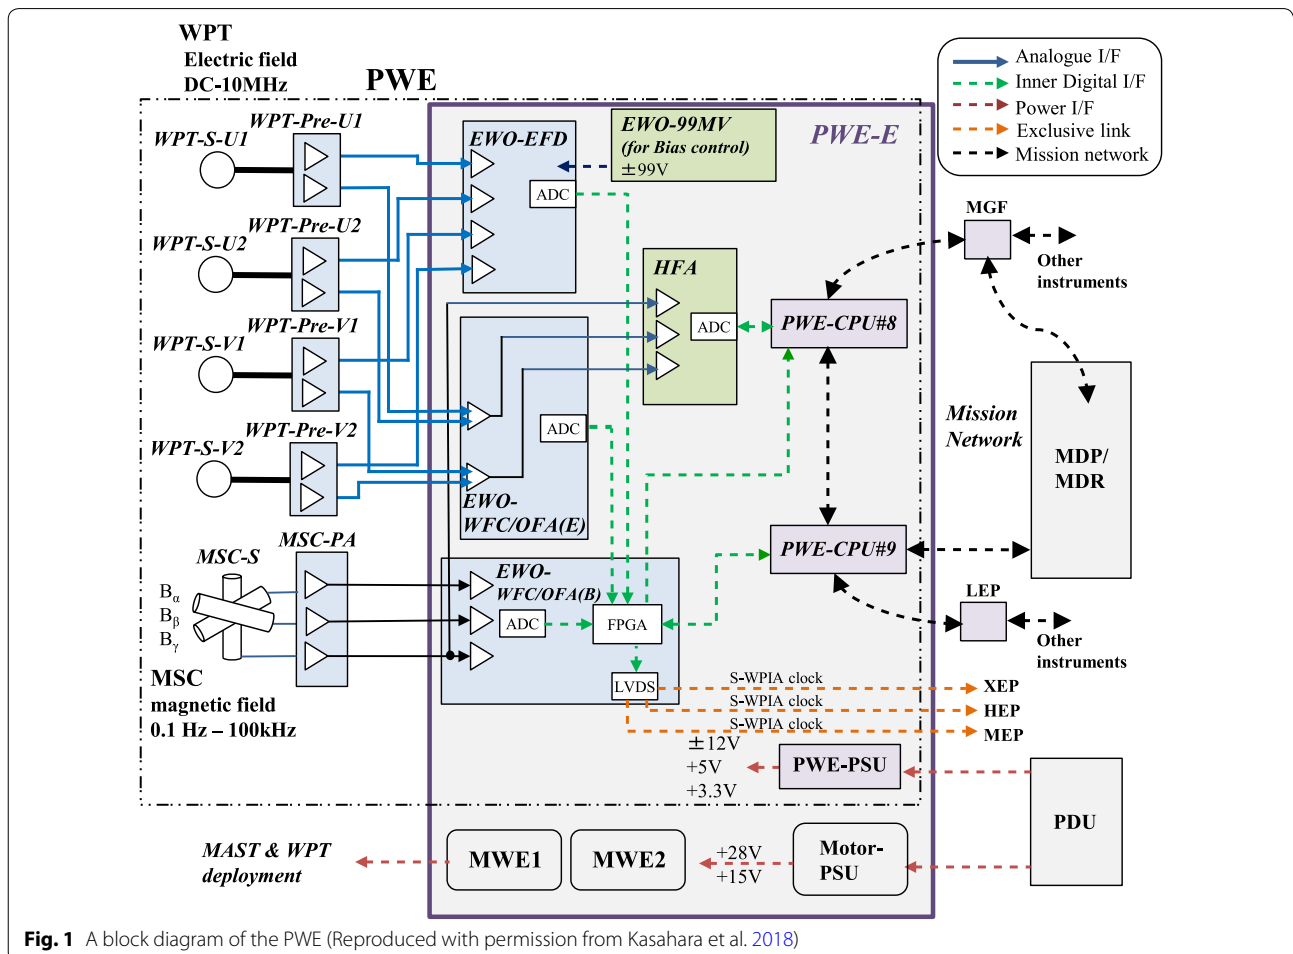 WPT
Electric field
DC-10MHz
PWE
Analogue I/F
Inner Digital I/F
Power I/F
Exclusive link
Mission network
WPT-S-U1
WPT-Pre-U1
EWO-EFD
ADC
EWO-99MV
(for Bias control)
±99V
PWE-E
WPT-S-U2
WPT-Pre-U2
MGF
Other
instruments
HFA
ADC
PWE-CPU#8
WPT-S-V1
WPT-Pre-V1
WPT-S-V2
WPT-Pre-V2
ADC
EWO-
WFC/OFA(E)
Mission
Network
MDP/
MDR
PWE-CPU#9
MSC-S
MSC-PA
Bα
Bβ
Bγ
EWO-
WFC/OFA(B)
ADC
FPGA
LVDS
LEP
Other
instruments
MSC
magnetic field
0.1 Hz – 100kHz
S-WPIA clock
XEP
S-WPIA clock
HEP
S-WPIA clock
MEP
±12V
+5V
+3.3V
PWE-PSU
PDU
MAST & WPT
deployment
MWE1
MWE2
+28V
+15V
Motor-
PSU
Fig. 1 A block diagram of the PWE (Reproduced with permission from Kasahara et al. 2018)